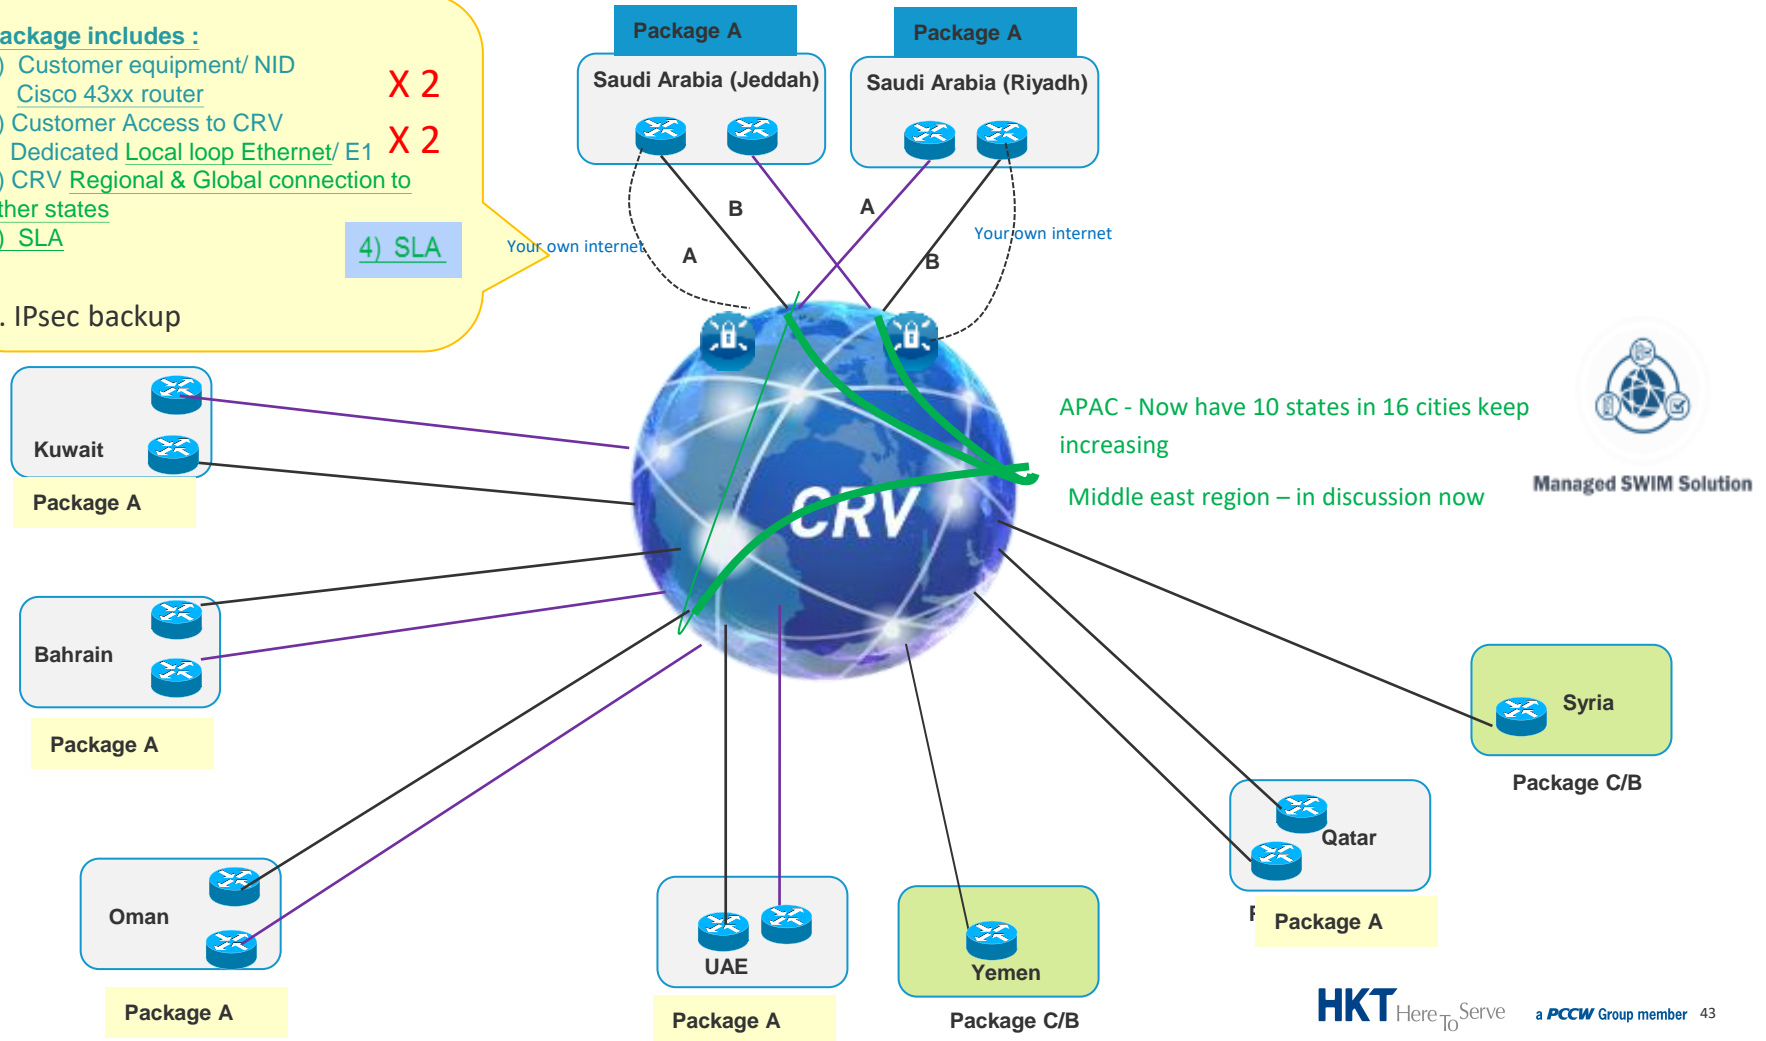 Package A
Package A
ackage includes :
) Customer equipment/ NID
Cisco 43xx router
X 2
) Customer Access to CRV
Dedicated Local loop Ethernet/ E1
X 2
) CRV Regional & Global connection to
ther states
) SLA
4) SLA
. IPsec backup
Saudi Arabia (Jeddah)
Saudi Arabia (Riyadh)
B
A
Your own internet
A
Your own internet
B
Kuwait
Package A
CRV
APAC - Now have 10 states in 16 cities keep
increasing
Middle east region – in discussion now
Managed SWIM Solution
Bahrain
Package A
Syria
Package C/B
Qatar
Package A
Oman
Package A
UAE
Package A
Yemen
Package C/B
HKT Here To Serve a PCCW Group member 43